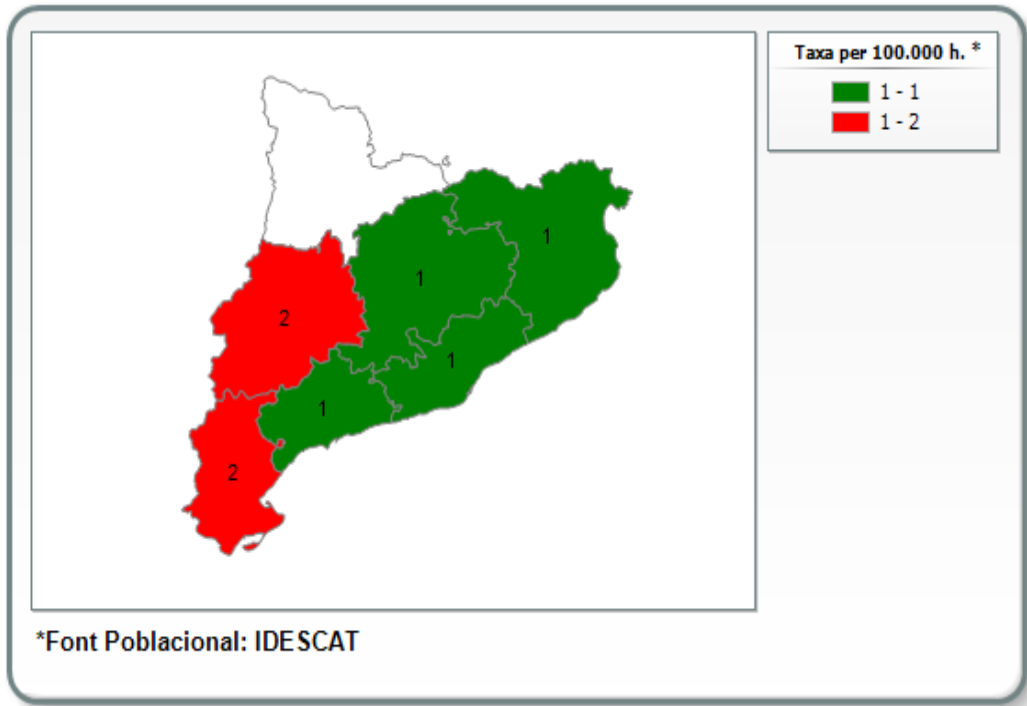 Taxa per 100.000 h. *
1 - 1
1 - 2
1
1
2
1
1
2
*Font Poblacional: IDESCAT